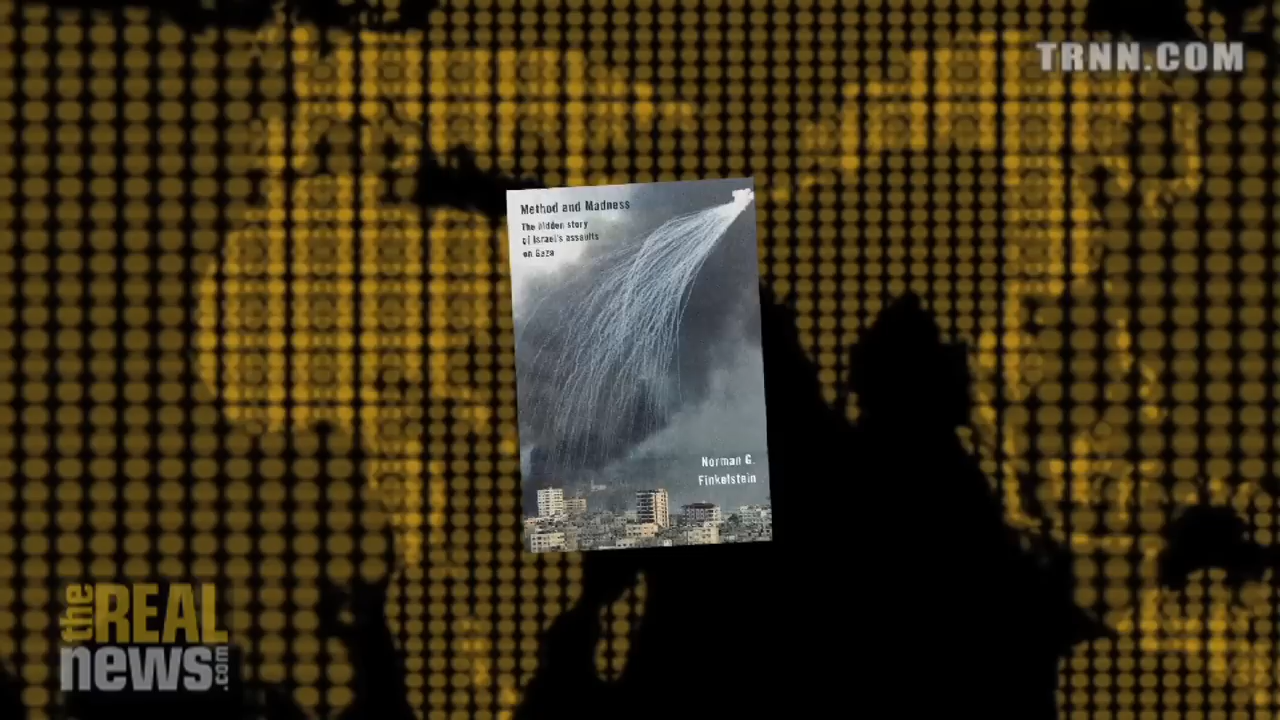 TRNN.COM
Method and Madness
The hidden story
of Israel's assaults
on Gaza
Norman G.
Finkelstein
the REAL
news.com